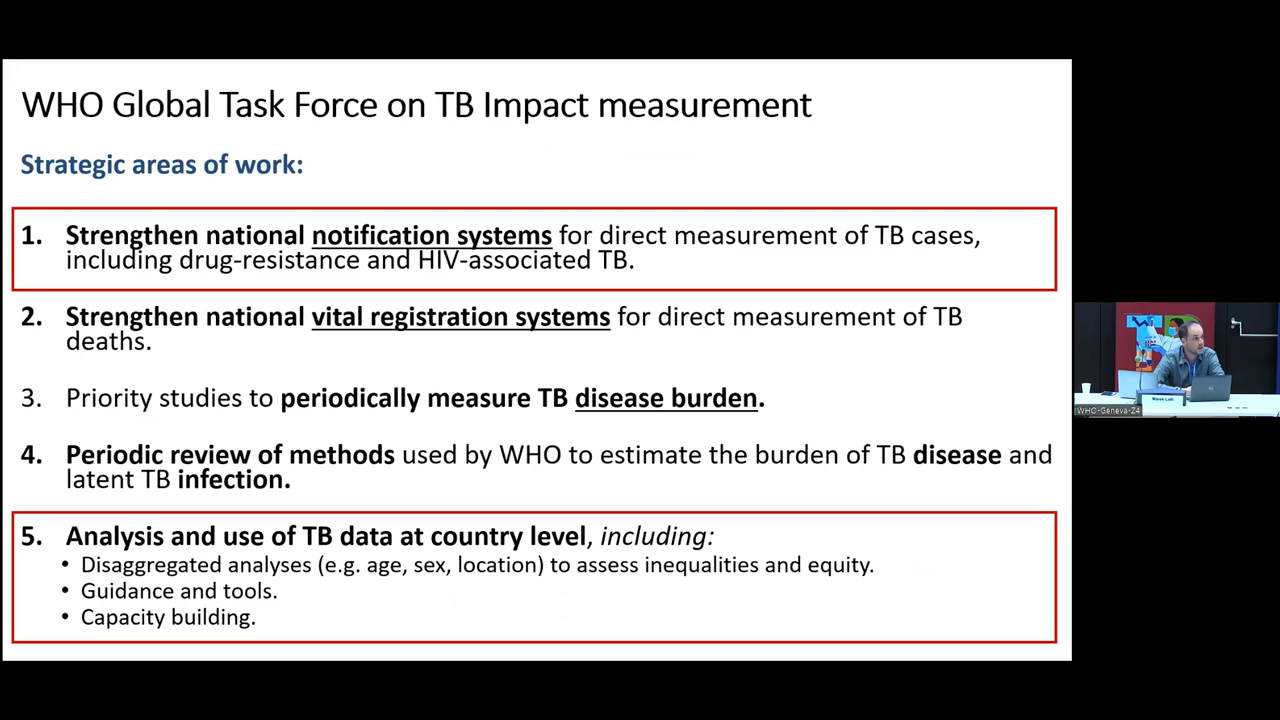 WHO Global Task Force on TB Impact measurement
Strategic areas of work:
1. Strengthen national notification systems for direct measurement of TB cases,
including drug-resistance and HIV-associated TB.
2. Strengthen national vital registration systems for direct measurement of TB
deaths.
3. Priority studies to periodically measure TB disease burden.
4. Periodic review of methods used by WHO to estimate the burden of TB disease and
latent TB infection.
5. Analysis and use of TB data at country level, including:
• Disaggregated analyses (e.g. age, sex, location) to assess inequalities and equity.
• Guidance and tools.
• Capacity building.
WHO-Geneva-Z4